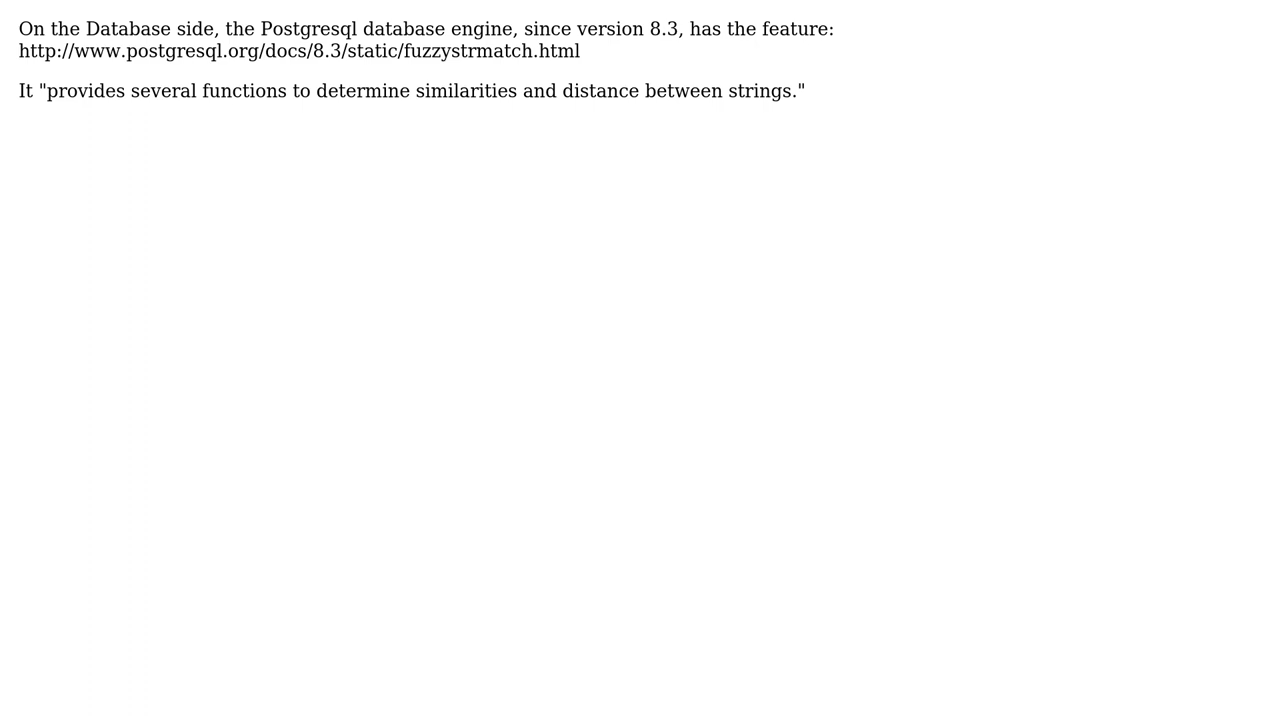 On the Database side, the Postgresql database engine, since version 8.3, has the feature:
http://www.postgresql.org/docs/8.3/static/fuzzystrmatch.html
It "provides several functions to determine similarities and distance between strings."